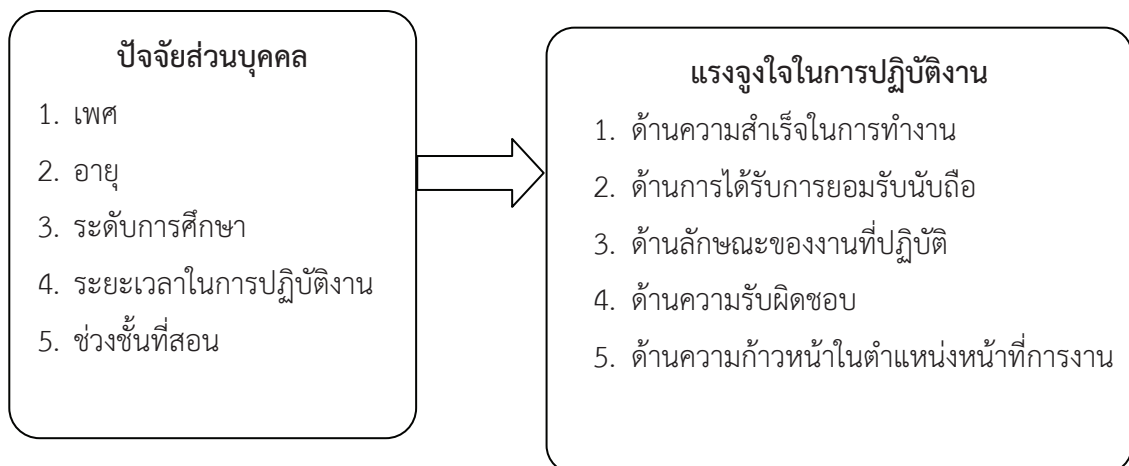 ปัจจัยส่วนบุคคล
1. เพศ
2. อายุ
3. ระดับการศึกษา
4. ระยะเวลาในการปฏิบัติงาน
5. ช่วงชั้นที่สอน
แรงจูงใจในการปฏิบัติงาน
1. ด้านความสำเร็จในการทำงาน
2. ด้านการได้รับการยอมรับนับถือ
3. ด้านลักษณะของงานที่ปฏิบัติ
4. ด้านความรับผิดชอบ
5. ด้านความก้าวหน้าในตำแหน่งหน้าที่การงาน